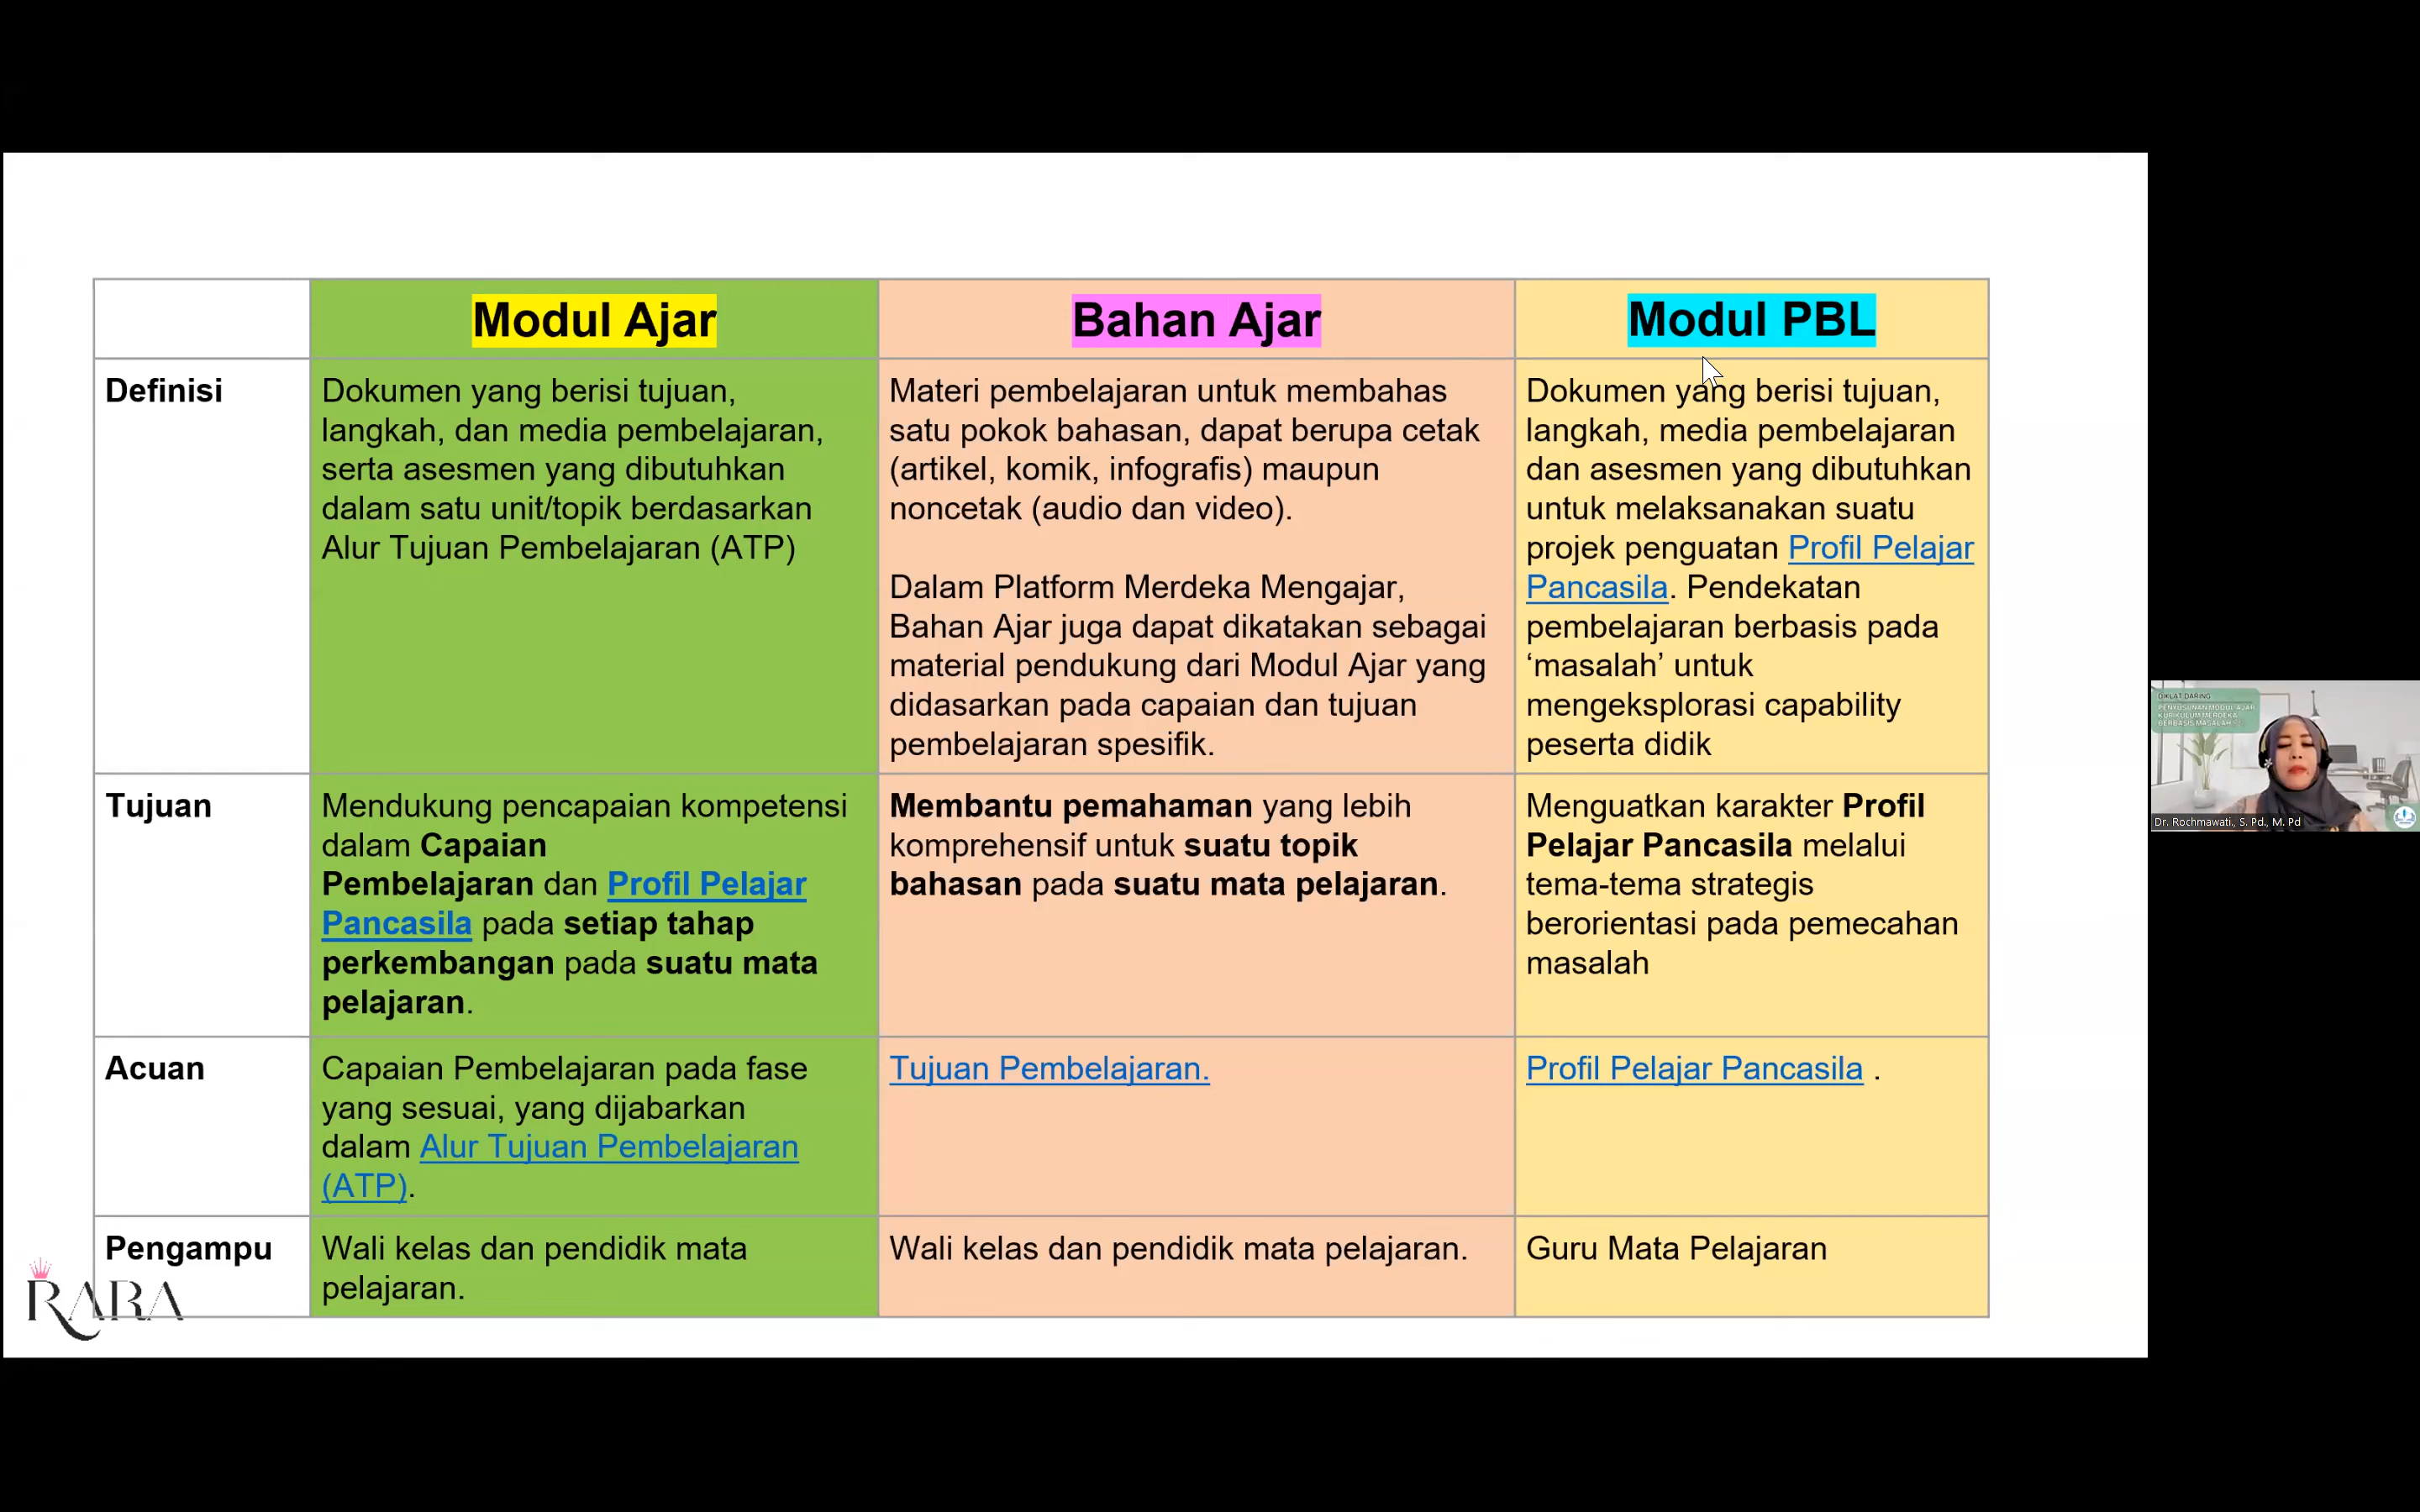 Modul Ajar
Bahan Ajar
Modul PBL
Definisi
Dokumen yang berisi tujuan,
langkah, dan media pembelajaran,
serta asesmen yang dibutuhkan
dalam satu unit/topik berdasarkan
Alur Tujuan Pembelajaran (ATP)
Materi pembelajaran untuk membahas
satu pokok bahasan, dapat berupa cetak
(artikel, komik, infografis) maupun
noncetak (audio dan video).
Dalam Platform Merdeka Mengajar,
Bahan Ajar juga dapat dikatakan sebagai
material pendukung dari Modul Ajar yang
didasarkan pada capaian dan tujuan
pembelajaran spesifik.
Dokumen yang berisi tujuan,
langkah, media pembelajaran
dan asesmen yang dibutuhkan
untuk melaksanakan suatu
projek penguatan Profil Pelajar
Pancasila. Pendekatan
pembelajaran berbasis pada
‘masalah’ untuk
mengeksplorasi capability
peserta didik
Tujuan
Mendukung pencapaian kompetensi
dalam Capaian
Pembelajaran dan Profil Pelajar
Pancasila pada setiap tahap
perkembangan pada suatu mata
pelajaran.
Membantu pemahaman yang lebih
komprehensif untuk suatu topik
bahasan pada suatu mata pelajaran.
Menguatkan karakter Profil
Pelajar Pancasila melalui
tema-tema strategis
berorientasi pada pemecahan
masalah
Acuan
Capaian Pembelajaran pada fase
yang sesuai, yang dijabarkan
dalam Alur Tujuan Pembelajaran
(ATP).
Tujuan Pembelajaran.
Profil Pelajar Pancasila .
Pengampu
Wali kelas dan pendidik mata
pelajaran.
Wali kelas dan pendidik mata pelajaran.
Guru Mata Pelajaran
RARA
DIKLAT DARING
PENYUSUNAN MODUL AJAR
KURIKULUM MERDEKA
BERBASIS MASALAH
Dr. Rochmawati., S. Pd., M. Pd